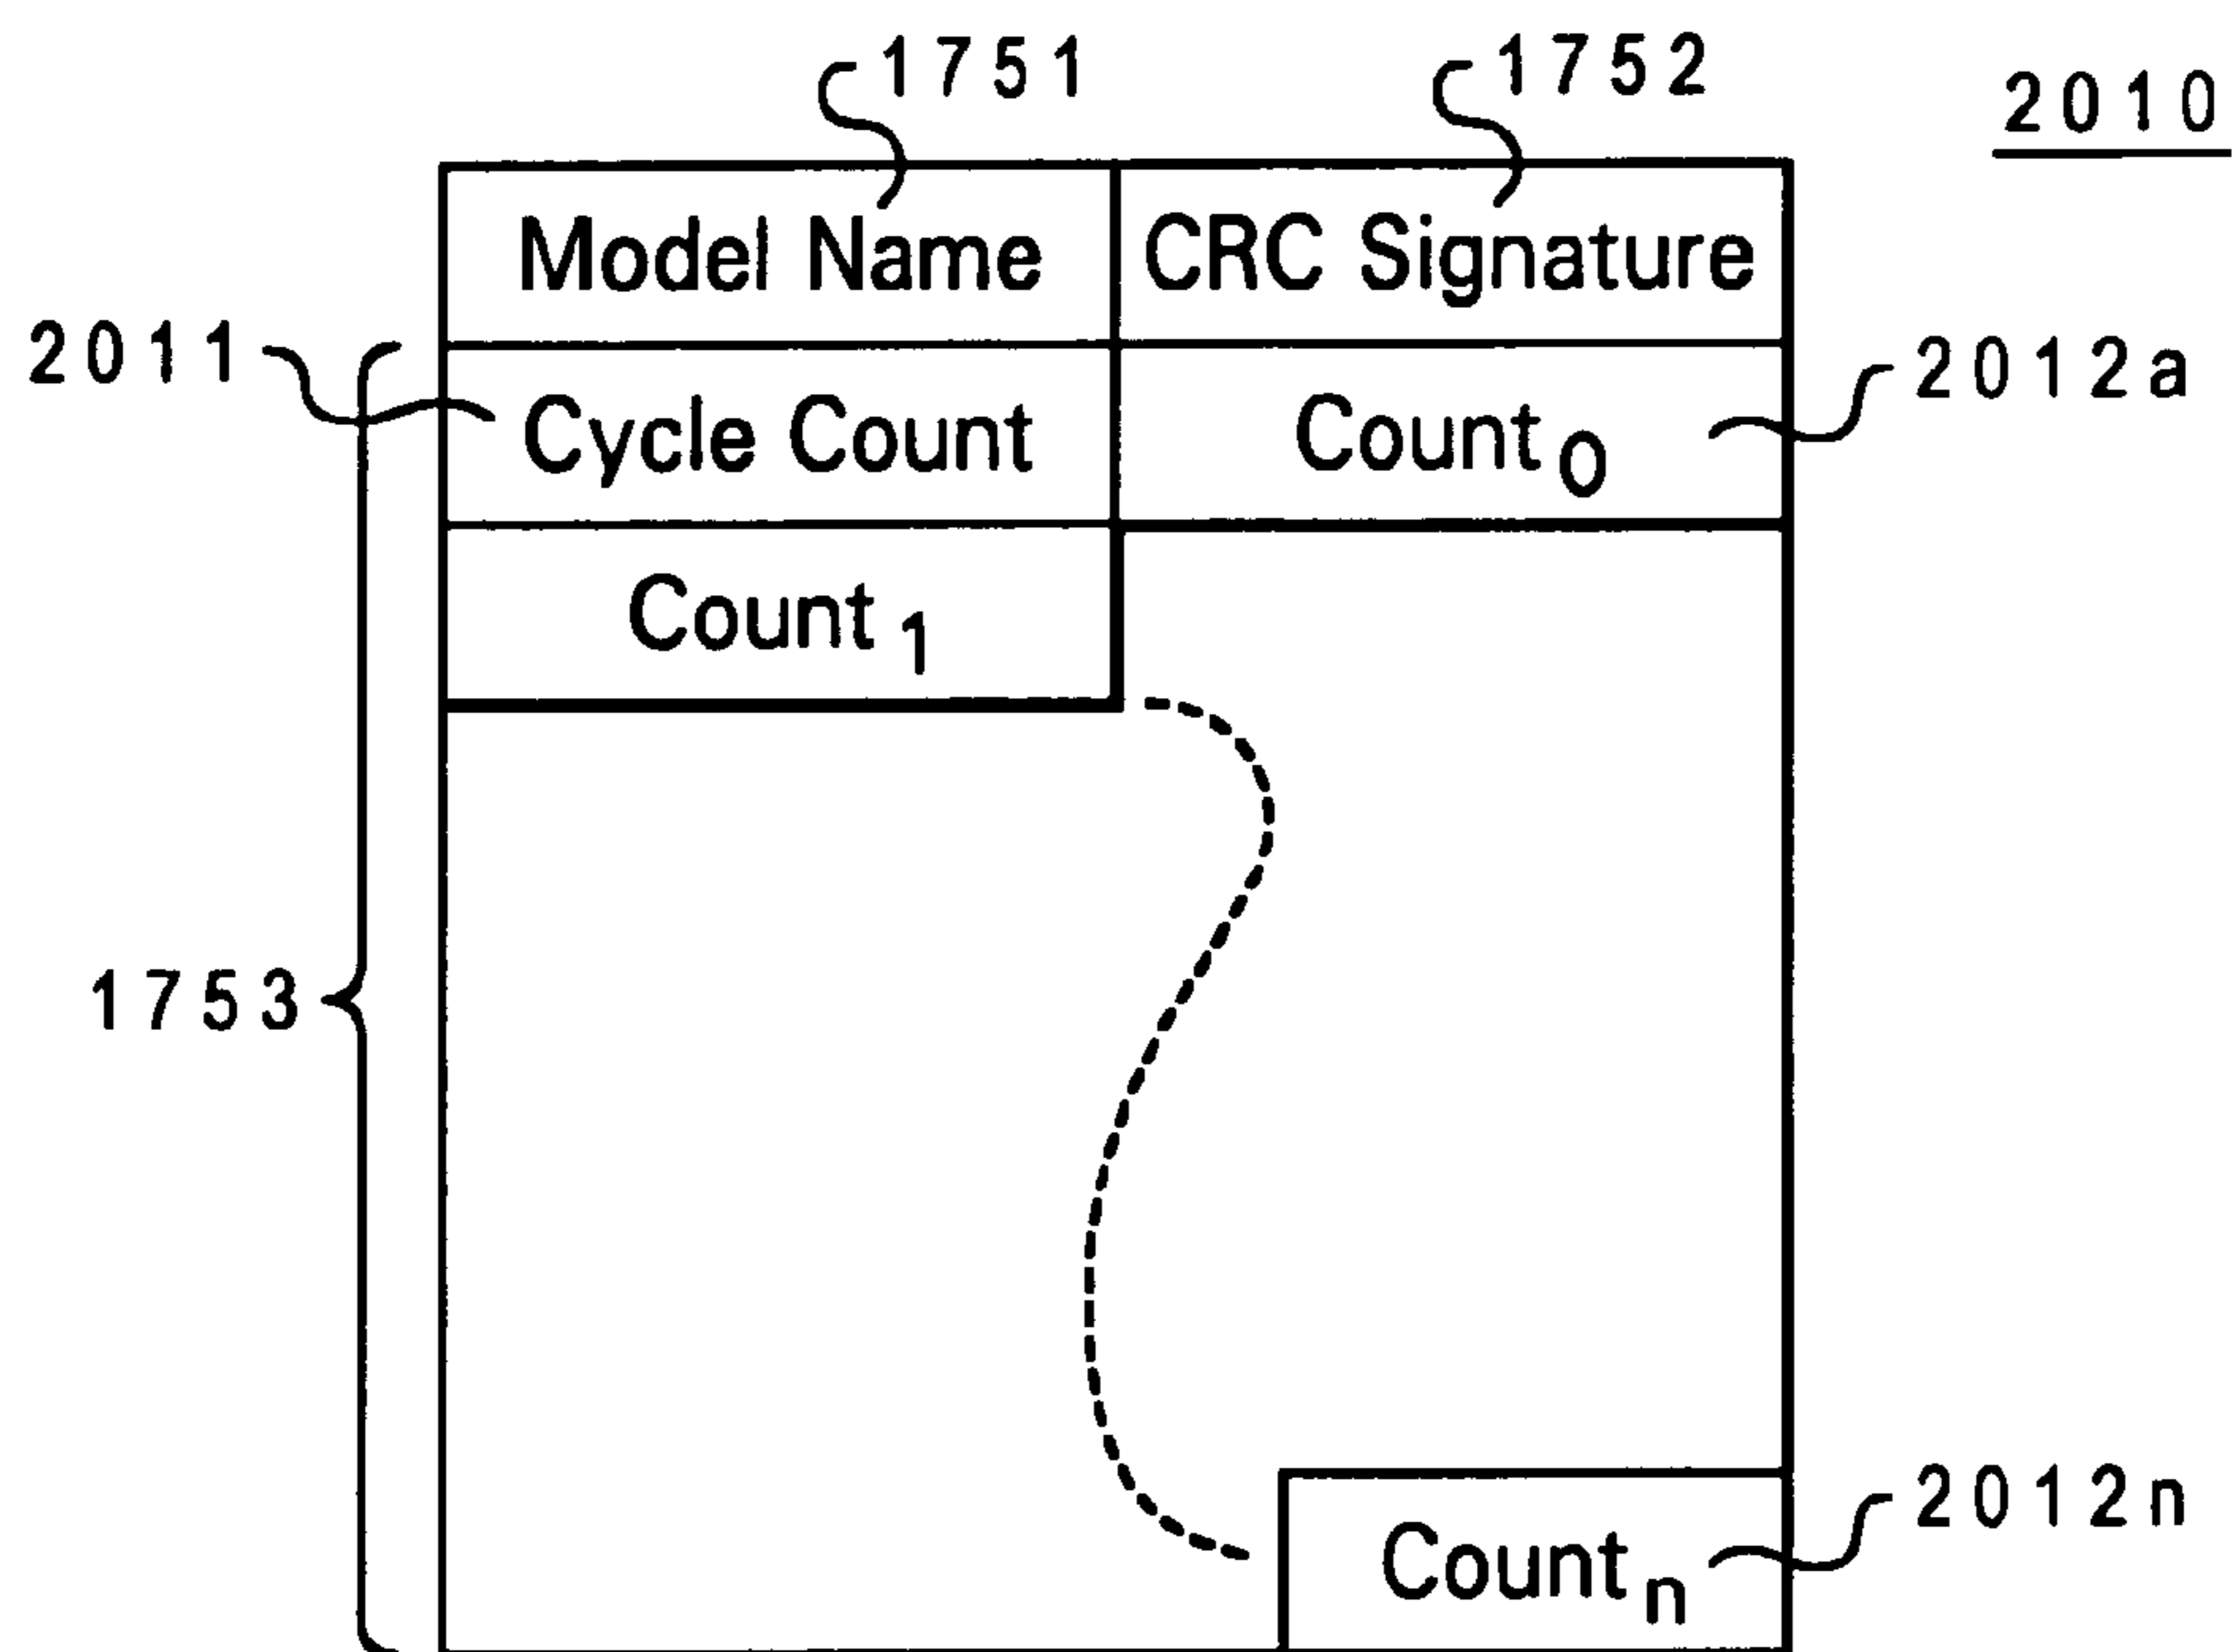 1751 1752
2010
Model Name CRC Signature
2011 Cycle Count Count0 2012a
Count1
1753
Countn 2012n